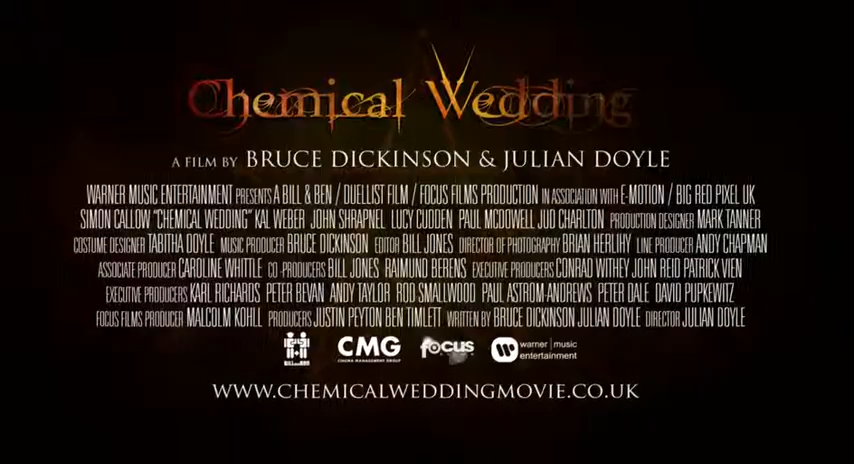 Chemical Wedding
A FILM BY BRUCE DICKINSON & JULIAN DOYLE
WARNER MUSIC ENTERTAINMENT PRESENTS A BILL & BEN / DUELLIST FILM / FOCUS FILMS PRODUCTION IN ASSOCIATION WITH E-MOTION / BIG RED PIXEL UK
SIMON CALLOW "CHEMICAL WEDDING" KAL WEBER JOHN SHRAPNEL LUCY CUDDEN PAUL MCDOWELL JUD CHARLTON PRODUCTION DESIGNER MARK TANNER
COSTUME DESIGNER TABITHA DOYLE MUSIC PRODUCER BRUCE DICKINSON EDITOR BILL JONES DIRECTOR OF PHOTOGRAPHY BRIAN HERLIHY LINE PRODUCER ANDY CHAPMAN
ASSOCIATE PRODUCER CAROLINE WHITTLE CO-PRODUCERS BILL JONES RAIMUND BERENS EXECUTIVE PRODUCERS CONRAD WITHEY JOHN REID PATRICK VIEN
EXECUTIVE PRODUCERS KARL RICHARDS PETER BEVAN ANDY TAYLOR ROD SMALLWOOD PAUL ASTROM-ANDREWS PETER DALE DAVID PUPKEWITZ
FOCUS FILMS PRODUCER MALCOLM KOHLL PRODUCERS JUSTIN PEYTON BEN TIMLETT WRITTEN BY BRUCE DICKINSON JULIAN DOYLE DIRECTOR JULIAN DOYLE
CMG focus warner music
CINEMA MANAGEMENT GROUP entertainment
WWW.CHEMICALWEDDINGMOVIE.CO.UK